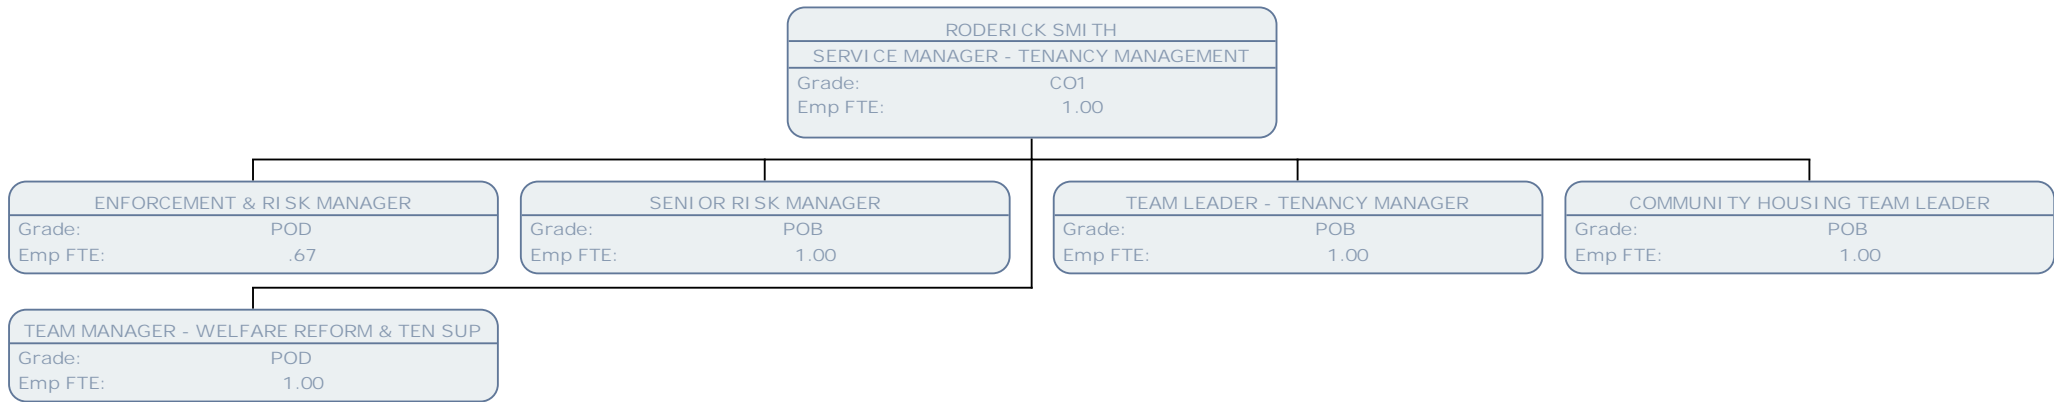 RODERICK SMITH
SERVICE MANAGER - TENANCY MANAGEMENT
Grade: CO1
Emp FTE: 1.00
ENFORCEMENT & RISK MANAGER
Grade: POD
Emp FTE: .67
SENIOR RISK MANAGER
Grade: POB
Emp FTE: 1.00
TEAM LEADER - TENANCY MANAGER
Grade: POB
Emp FTE: 1.00
COMMUNITY HOUSING TEAM LEADER
Grade: POB
Emp FTE: 1.00
TEAM MANAGER - WELFARE REFORM & TEN SUP
Grade: POD
Emp FTE: 1.00